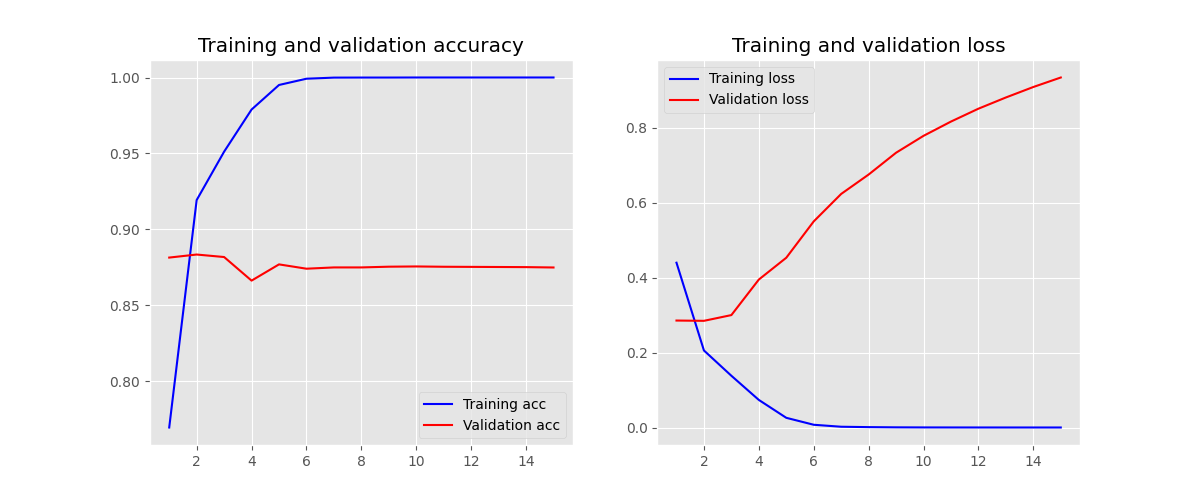 Training and validation accuracy
1.00
0.95
0.90
0.85
0.80
2 4 6 8 10 12 14
Training acc
Validation acc
Training and validation loss
Training loss
Validation loss
0.8
0.6
0.4
0.2
0.0
2 4 6 8 10 12 14